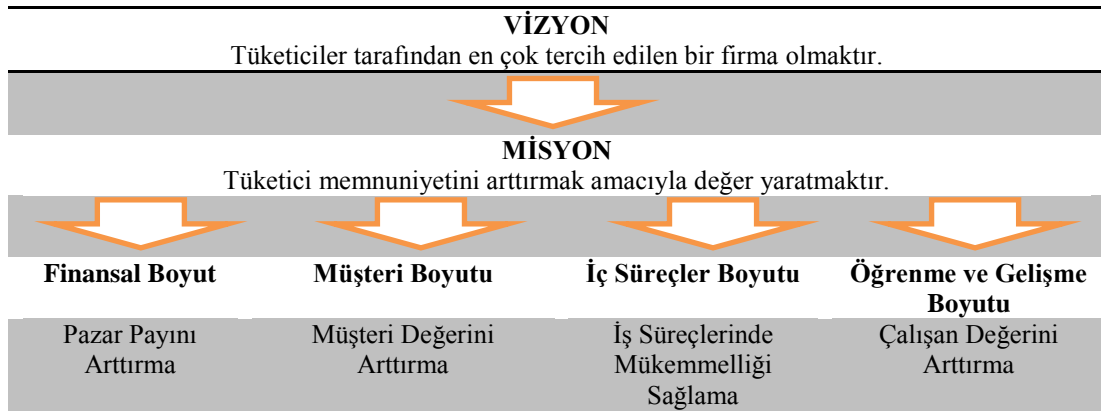 VİZYON
Tüketiciler tarafından en çok tercih edilen bir firma olmaktır.
MİSYON
Tüketici memnuniyetini arttırmak amacıyla değer yaratmaktır.
Finansal Boyut
Müşteri Boyutu
İç Süreçler Boyutu
Öğrenme ve Gelişme
Boyutu
Pazar Payını
Arttırma
Müşteri Değerini
Arttırma
İş Süreçlerinde
Mükemmelliği
Sağlama
Çalışan Değerini
Arttırma